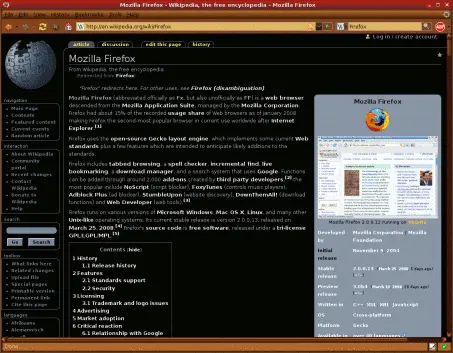 Mozilla Firefox - Wikipedia, the free encyclopedia - Mozilla Firefox
File Edit View History Bookmarks Tools Help
http://en.wikipedia.org/wiki/Firefox
Firefox
Log in / create account
article discussion edit this page history
Mozilla Firefox
From Wikipedia, the free encyclopedia
Redirected from Firefox
"Firefox" redirects here. For other uses, see Firefox (disambiguation)
Mozilla Firefox (abbreviated officially as Fx, but also unofficially as FF) is a web browser
descended from the Mozilla Application Suite, managed by the Mozilla Corporation.
Firefox had about 15% of the recorded usage share of Web browsers as of January 2008
making Firefox the second-most popular browser in current use worldwide after Internet
Explorer.[1]
Firefox uses the open-source Gecko layout engine, which implements some current Web
standards plus a few features which are intended to anticipate likely additions to the
standards.
Firefox includes tabbed browsing, a spell checker, incremental find, live
bookmarking, a download manager, and a search system that uses Google. Functions
can be added through around 2,000 add-ons created by third party developers,[2] the
most popular include NoScript (script blocker), FoxyTunes (controls music players),
Adblock Plus (ad blocker), StumbleUpon (website discovery), DownThemAll! (download
functions) and Web Developer (web tools).[3]
Firefox runs on various versions of Microsoft Windows, Mac OS X, Linux, and many other
Unix-like operating systems. Its current stable release is version 2.0.0.13, released on
March 25, 2008.[4] Firefox's source code is free software, released under a tri-license
GPL/LGPL/MPL.[5]
Contents [hide]
1 History
1.1 Release history
2 Features
2.1 Standards support
2.2 Security
3 Licensing
3.1 Trademark and logo issues
4 Advertising
5 Market adoption
6 Critical reaction
6.1 Relationship with Google
navigation
Main Page
Contents
Featured content
Current events
Random article
interaction
About Wikipedia
Community
portal
Recent changes
Contact
Wikipedia
Donate to
Wikipedia
Help
search
Go Search
toolbox
What links here
Related changes
Upload file
Special pages
Printable version
Permanent link
Cite this page
languages
Afrikaans
Alemannisch
Mozilla Firefox
Mozilla Firefox 2.0.0.12 running on Ubuntu
Developed by Mozilla Corporation Mozilla Foundation
Initial release November 9 2004
Stable release 2.0.0.13 (March 25 2008
Preview release 3.0b4 (March 10 2008
Written in C++ XUL XBL JavaScript
OS Cross-platform
Platform Gecko
Available in over 40 languages
Done